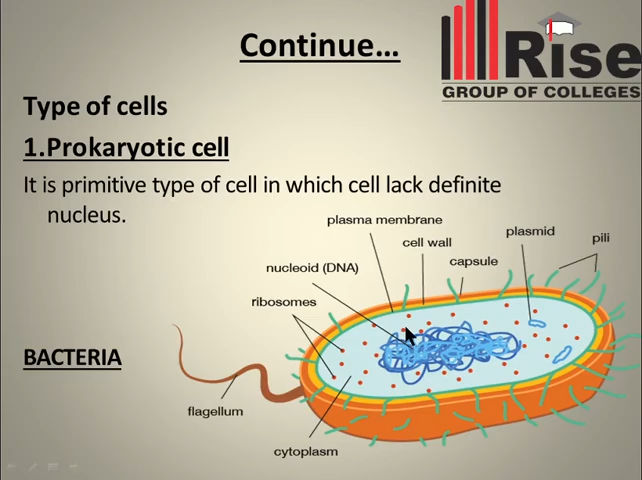 Continue…
Rise
GROUP OF COLLEGES
Type of cells
1.Prokaryotic cell
It is primitive type of cell in which cell lack definite
nucleus.
plasma membrane
cell wall
plasmid
pili
capsule
nucleoid (DNA)
ribosomes
BACTERIA
flagellum
cytoplasm